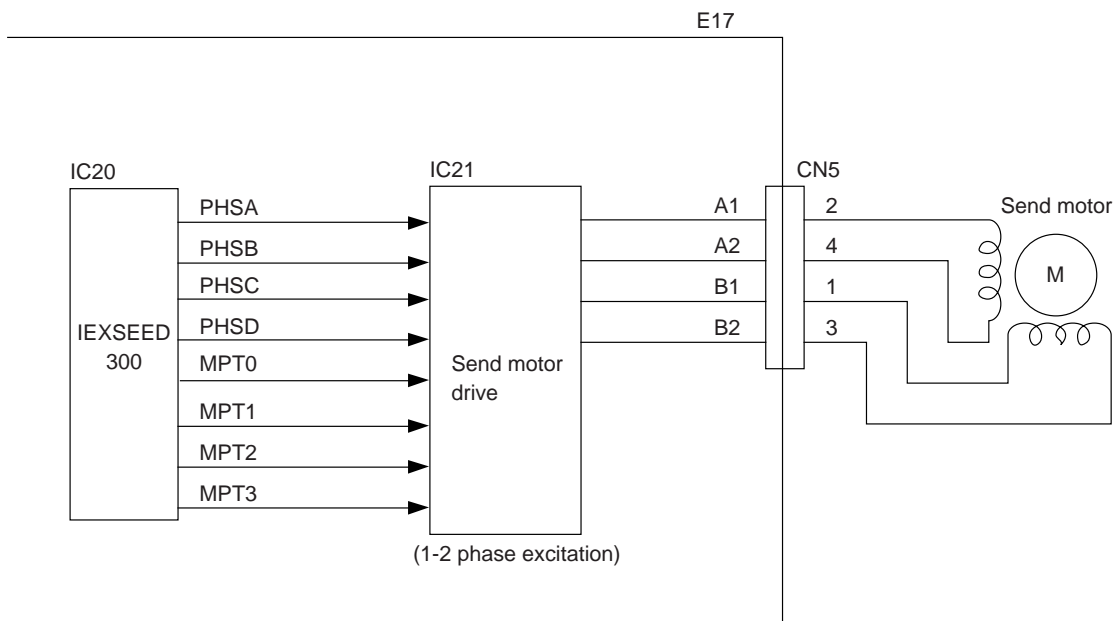 E17
IC20
IC21
CN5
PHSA
A1
2
Send motor
PHSB
A2
4
M
PHSC
B1
1
IEXSEED
300
PHSD
B2
3
MPT0
Send motor
drive
MPT1
MPT2
MPT3
(1-2 phase excitation)